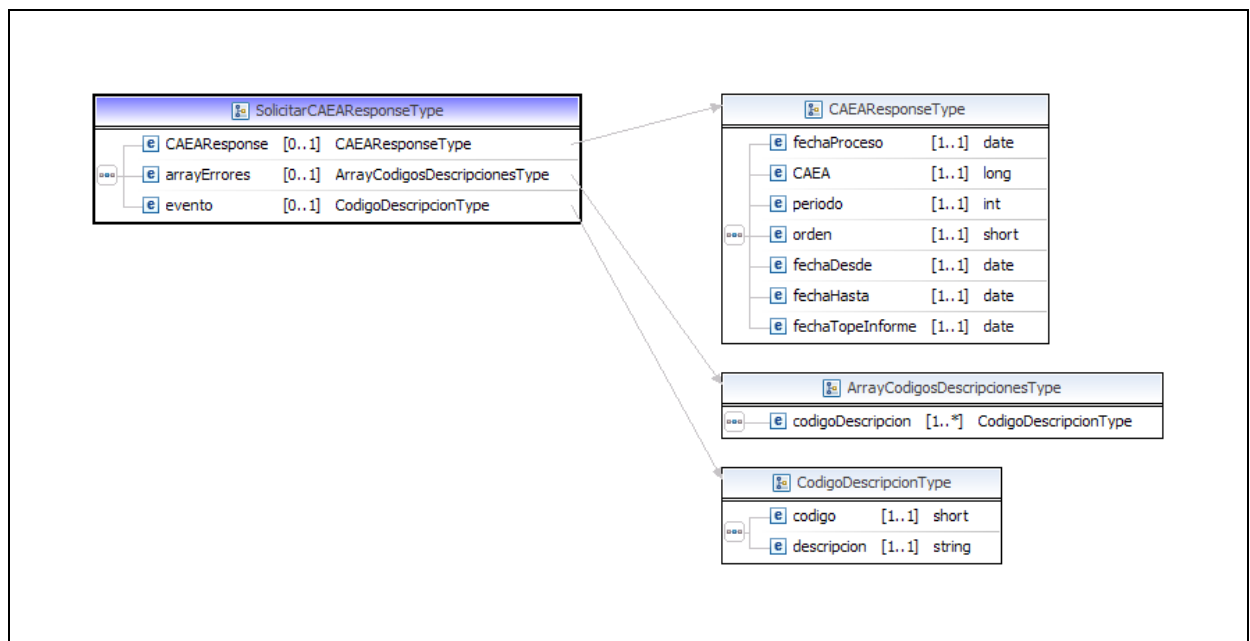 SolicitarCAEAResponseType
e CAEAResponse [0..1] CAEAResponseType
e arrayErrores [0..1] ArrayCodigosDescripcionesType
e evento [0..1] CodigoDescripcionType
CAEAResponseType
e fechaProceso [1..1] date
e CAEA [1..1] long
e periodo [1..1] int
e orden [1..1] short
e fechaDesde [1..1] date
e fechaHasta [1..1] date
e fechaTopeInforme [1..1] date
ArrayCodigosDescripcionesType
e codigoDescripcion [1..*] CodigoDescripcionType
CodigoDescripcionType
e codigo [1..1] short
e descripcion [1..1] string